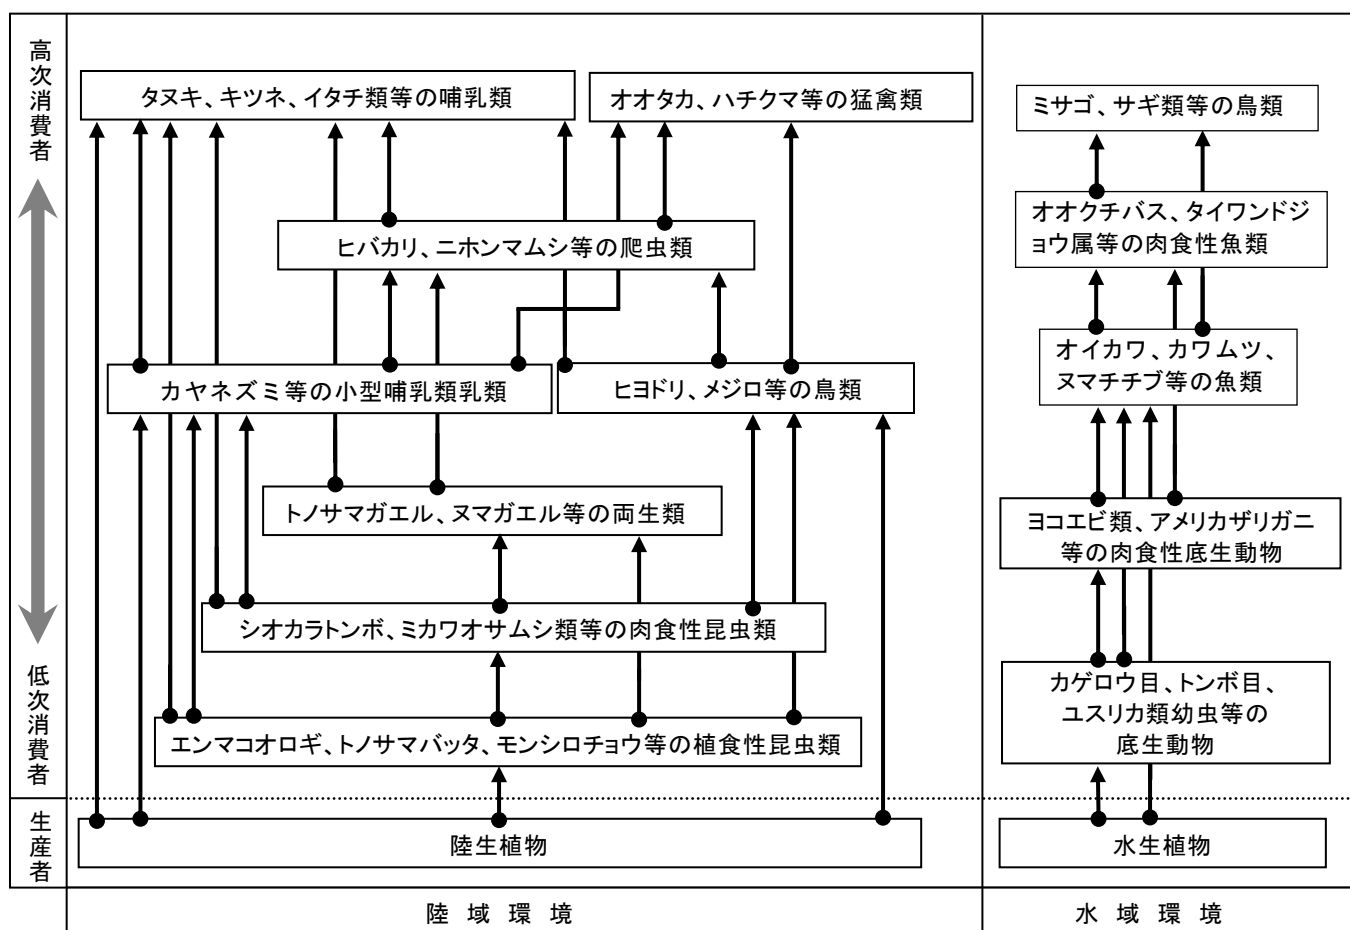 高次消費者
タヌキ、キツネ、イタチ類等の哺乳類
オオタカ、ハチクマ等の猛禽類
ミサゴ、サギ類等の鳥類
ヒバカリ、ニホンマムシ等の爬虫類
オオクチバス、タイワンドジ
ョウ属等の肉食性魚類
カヤネズミ等の小型哺乳類乳類
ヒヨドリ、メジロ等の鳥類
オイカワ、カワムツ、
ヌマチチブ等の魚類
トノサマガエル、ヌマガエル等の両生類
ヨコエビ類、アメリカザリガニ
等の肉食性底生動物
シオカラトンボ、ミカワオサムシ類等の肉食性昆虫類
低次消費者
エンマコオロギ、トノサマバッタ、モンシロチョウ等の植食性昆虫類
カゲロウ目、トンボ目、
ユスリカ類幼虫等の
底生動物
生産者
陸生植物
水生植物
陸域環境
水域環境